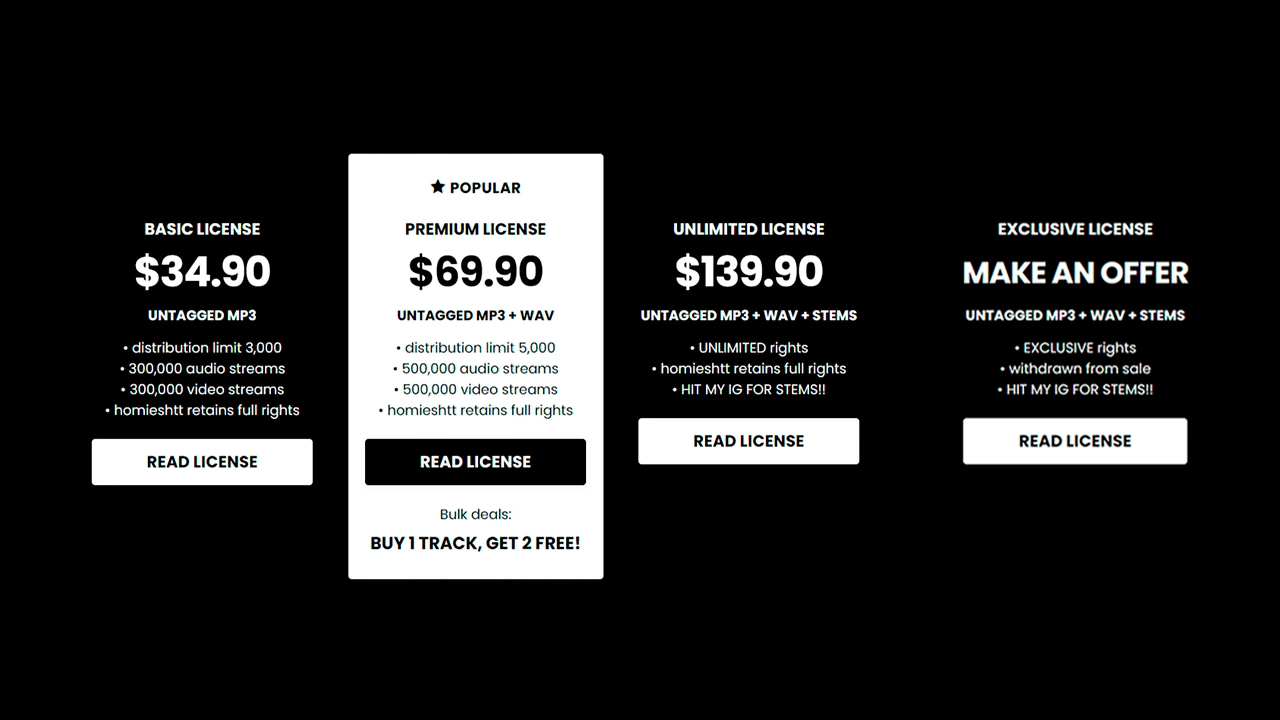 BASIC LICENSE
$34.90
UNTAGGED MP3
• distribution limit 3,000
• 300,000 audio streams
• 300,000 video streams
• homieshtt retains full rights
READ LICENSE
POPULAR
PREMIUM LICENSE
$69.90
UNTAGGED MP3 + WAV
• distribution limit 5,000
• 500,000 audio streams
• 500,000 video streams
• homieshtt retains full rights
READ LICENSE
Bulk deals:
BUY 1 TRACK, GET 2 FREE!
UNLIMITED LICENSE
$139.90
UNTAGGED MP3 + WAV + STEMS
• UNLIMITED rights
• homieshtt retains full rights
• HIT MY IG FOR STEMS!!
READ LICENSE
EXCLUSIVE LICENSE
MAKE AN OFFER
UNTAGGED MP3 + WAV + STEMS
• EXCLUSIVE rights
• withdrawn from sale
• HIT MY IG FOR STEMS!!
READ LICENSE